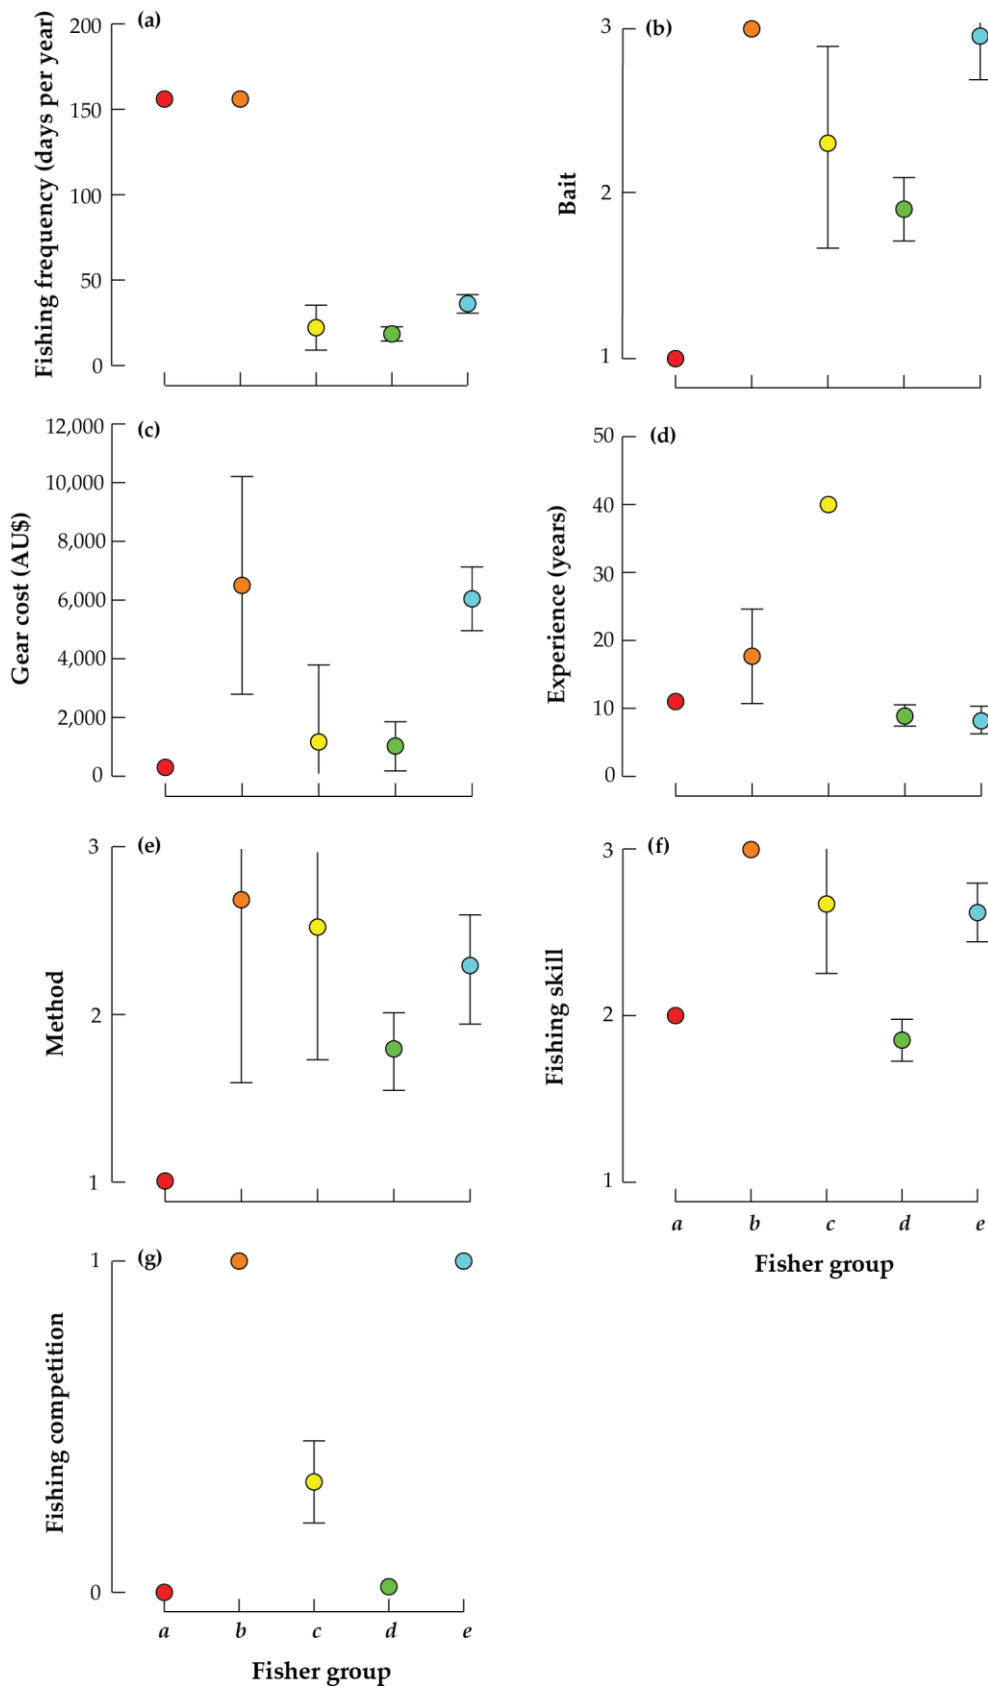 (a)
Fishing frequency (days per year)
200
150
100
50
0
(b)
Bait
3
2
1
(c)
Gear cost (AU$)
12,000
10,000
8,000
6,000
4,000
2,000
0
(d)
Experience (years)
50
40
30
20
10
0
(e)
Method
3
2
1
(f)
Fishing skill
3
2
1
a b c d e
Fisher group
(g)
Fishing competition
1
0
a b c d e
Fisher group